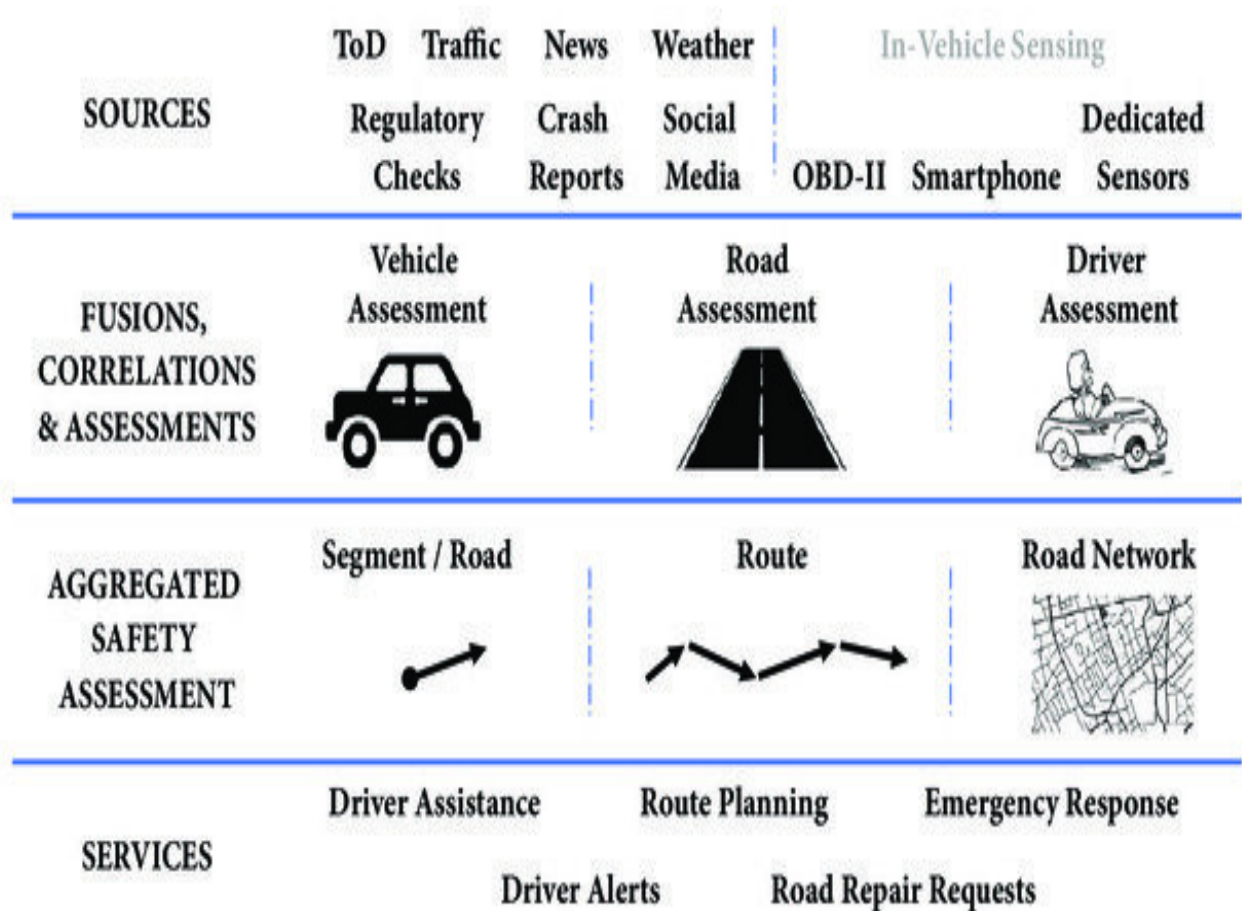 SOURCES
ToD Traffic News Weather
Regulatory Checks
Crash Reports
Social Media
In-Vehicle Sensing
OBD-II Smartphone
Dedicated Sensors
FUSIONS,
CORRELATIONS
& ASSESSMENTS
Vehicle
Assessment
Road
Assessment
Driver
Assessment
AGGREGATED
SAFETY
ASSESSMENT
Segment / Road
Route
Road Network
SERVICES
Driver Assistance Route Planning Emergency Response
Driver Alerts Road Repair Requests